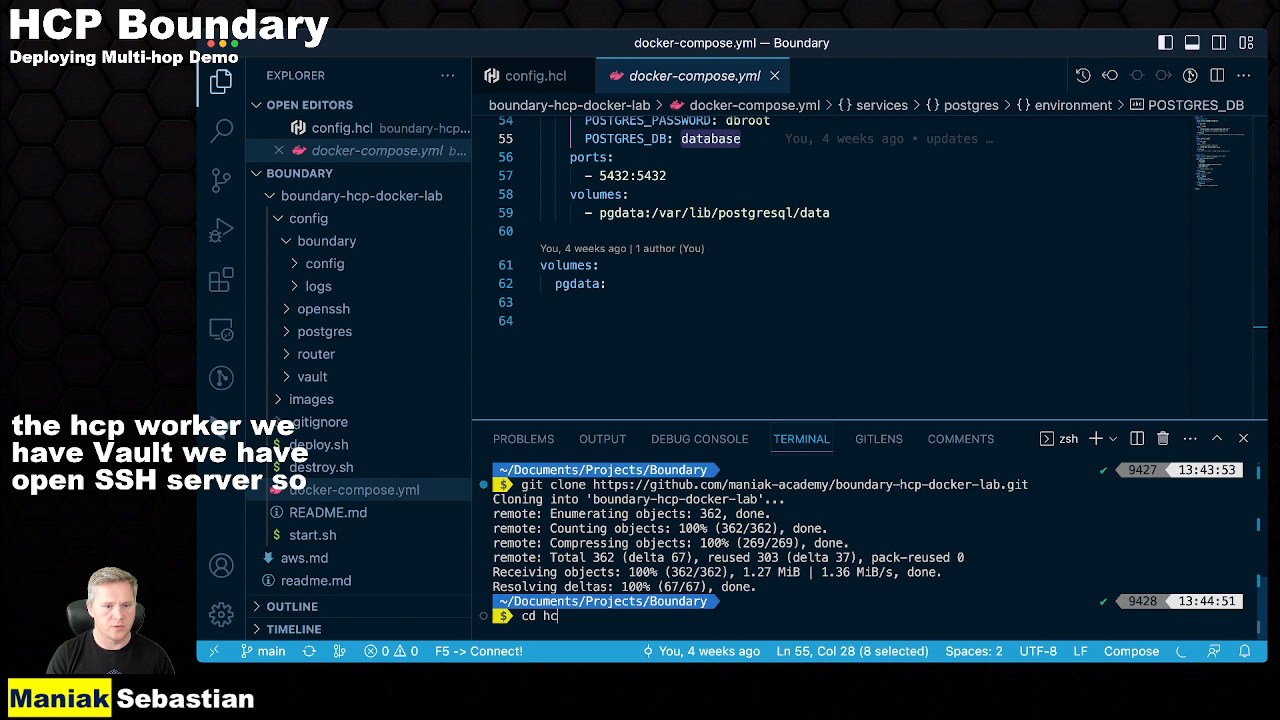 HCP Boundary
Deploying Multi-hop Demo
docker-compose.yml — Boundary
EXPLORER
config.hcl
docker-compose.yml
OPEN EDITORS
boundary-hcp-docker-lab > docker-compose.yml > {} services > {} postgres > {} environment > POSTGRES_DB
config.hcl boundary-hcp...
docker-compose.yml b...
BOUNDARY
boundary-hcp-docker-lab
config
boundary
config
logs
openssh
postgres
router
vault
images
.gitignore
deploy.sh
destroy.sh
docker-compose.yml
README.md
start.sh
aws.md
readme.md
OUTLINE
TIMELINE
54 POSTGRES_PASSWORD: dbroot
55 POSTGRES_DB: database You, 4 weeks ago • updates …
56 ports:
57 - 5432:5432
58 volumes:
59 - pgdata:/var/lib/postgresql/data
60
You, 4 weeks ago | 1 author (You)
61 volumes:
62 pgdata:
63
64
PROBLEMS OUTPUT DEBUG CONSOLE TERMINAL GITLENS COMMENTS zsh
~/Documents/Projects/Boundary ✔ 9427 13:43:53
$ git clone https://github.com/maniak-academy/boundary-hcp-docker-lab.git
Cloning into 'boundary-hcp-docker-lab'...
remote: Enumerating objects: 362, done.
remote: Counting objects: 100% (362/362), done.
remote: Compressing objects: 100% (269/269), done.
remote: Total 362 (delta 67), reused 303 (delta 37), pack-reused 0
Receiving objects: 100% (362/362), 1.27 MiB | 1.36 MiB/s, done.
Resolving deltas: 100% (67/67), done.
~/Documents/Projects/Boundary ✔ 9428 13:44:51
$ cd hc
the hcp worker we
have Vault we have
open SSH server so
main 0 0 F5 -> Connect! You, 4 weeks ago Ln 55, Col 28 (8 selected) Spaces: 2 UTF-8 LF Compose
Maniak Sebastian